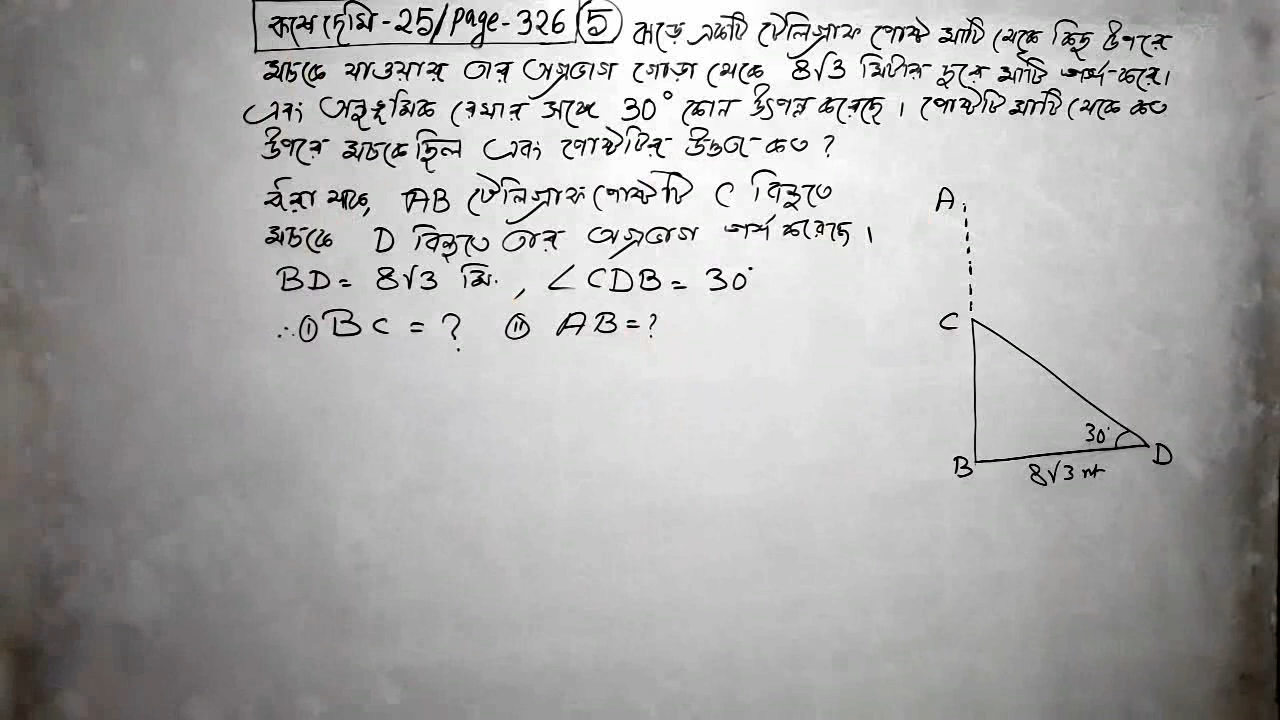 কষে দেখি - 25/Page - 326 5 ঝড়ে একটি টেলিগ্রাফ পোস্ট মাটি থেকে কিছু উপরে
মচকে যাওয়ায় তার অগ্রভাগ গোড়া থেকে 8√3 মিটার দূরে মাটি স্পর্শ করে।
এবং অনুভূমিক রেখার সঙ্গে 30° কোন উৎপন্ন করেছে। পোস্টটি মাটি থেকে কত
উপরে মচকেছিল এবং পোস্টটির উচ্চতা কত?
ধরা যাক, AB টেলিগ্রাফ পোস্টটি C বিন্দুতে
মচকে D বিন্দুতে তার অগ্রভাগ স্পর্শ করেছে।
BD = 8√3 মি. , ∠CDB = 30°
∴ (i) BC = ? (ii) AB = ?
A
C
30°
B
D
8√3 মি